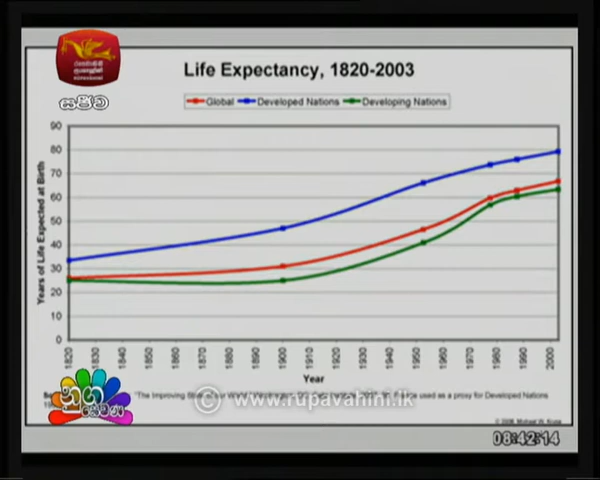 Life Expectancy, 1820-2003
සජීව
Global Developed Nations Developing Nations
90
80
70
60
50
40
30
20
10
0
Years of Life Expected at Birth
1820 1830 1840 1850 1860 1870 1880 1890 1900 1910 1920 1930 1940 1950 1960 1970 1980 1990 2000
Year
"The Improving used as a proxy for Developed Nations
© www.rupavahini.lk
නුග
සෙවණ
08:42:14